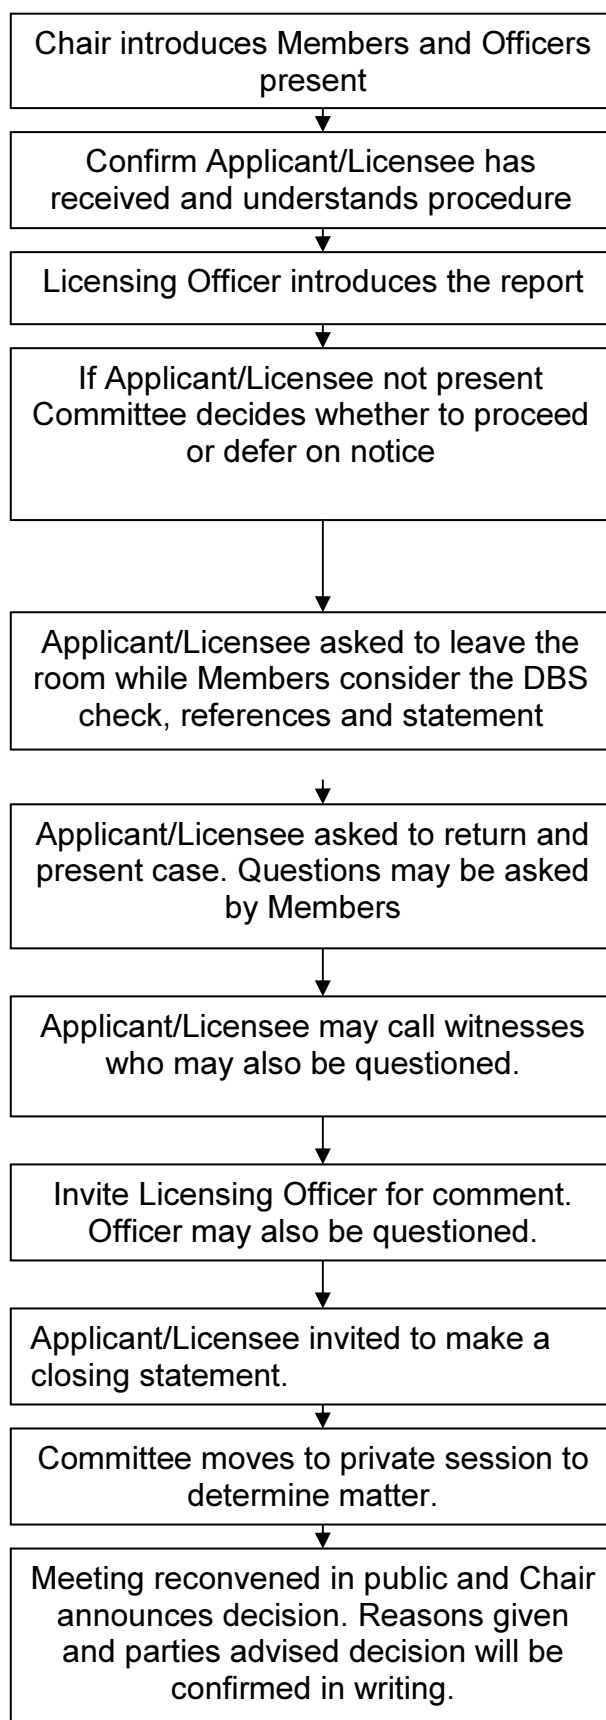 Chair introduces Members and Officers
present
Confirm Applicant/Licensee has
received and understands procedure
Licensing Officer introduces the report
If Applicant/Licensee not present
Committee decides whether to proceed
or defer on notice
Applicant/Licensee asked to leave the
room while Members consider the DBS
check, references and statement
Applicant/Licensee asked to return and
present case. Questions may be asked
by Members
Applicant/Licensee may call witnesses
who may also be questioned.
Invite Licensing Officer for comment.
Officer may also be questioned.
Applicant/Licensee invited to make a
closing statement.
Committee moves to private session to
determine matter.
Meeting reconvened in public and Chair
announces decision. Reasons given
and parties advised decision will be
confirmed in writing.